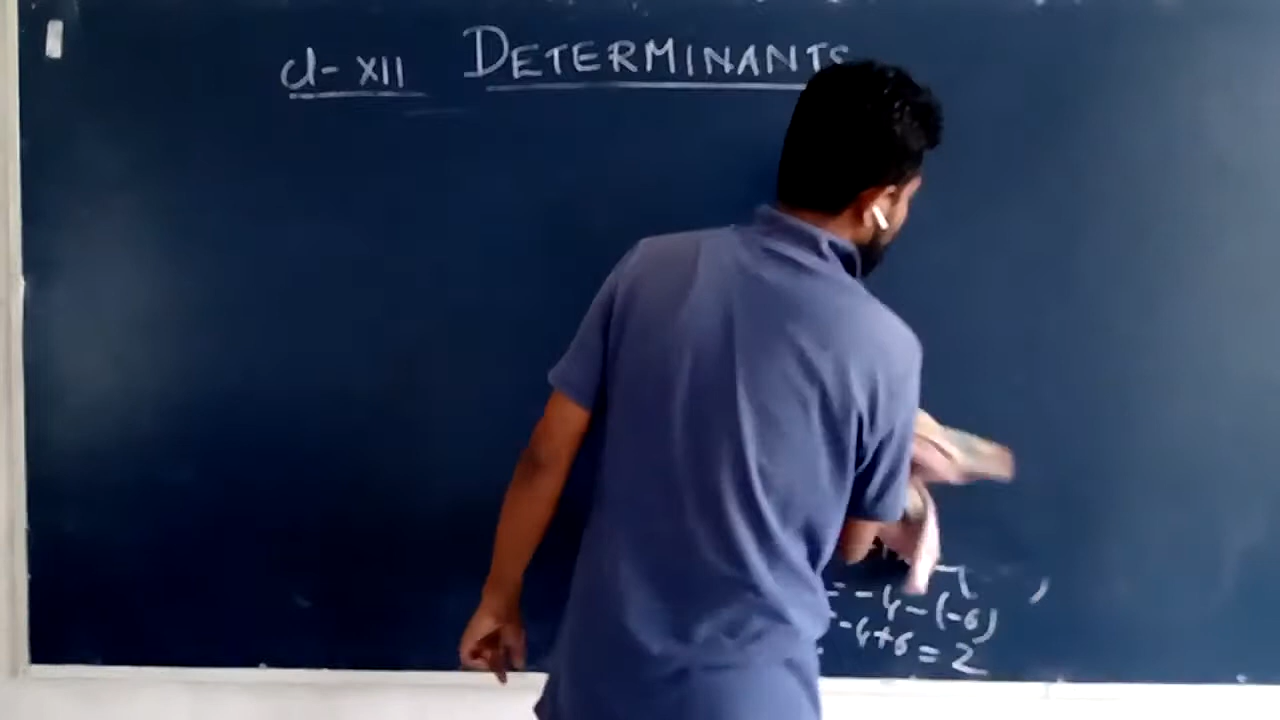 cl- XII DETERMINANTS
= -4-(-6)
-4+6 = 2